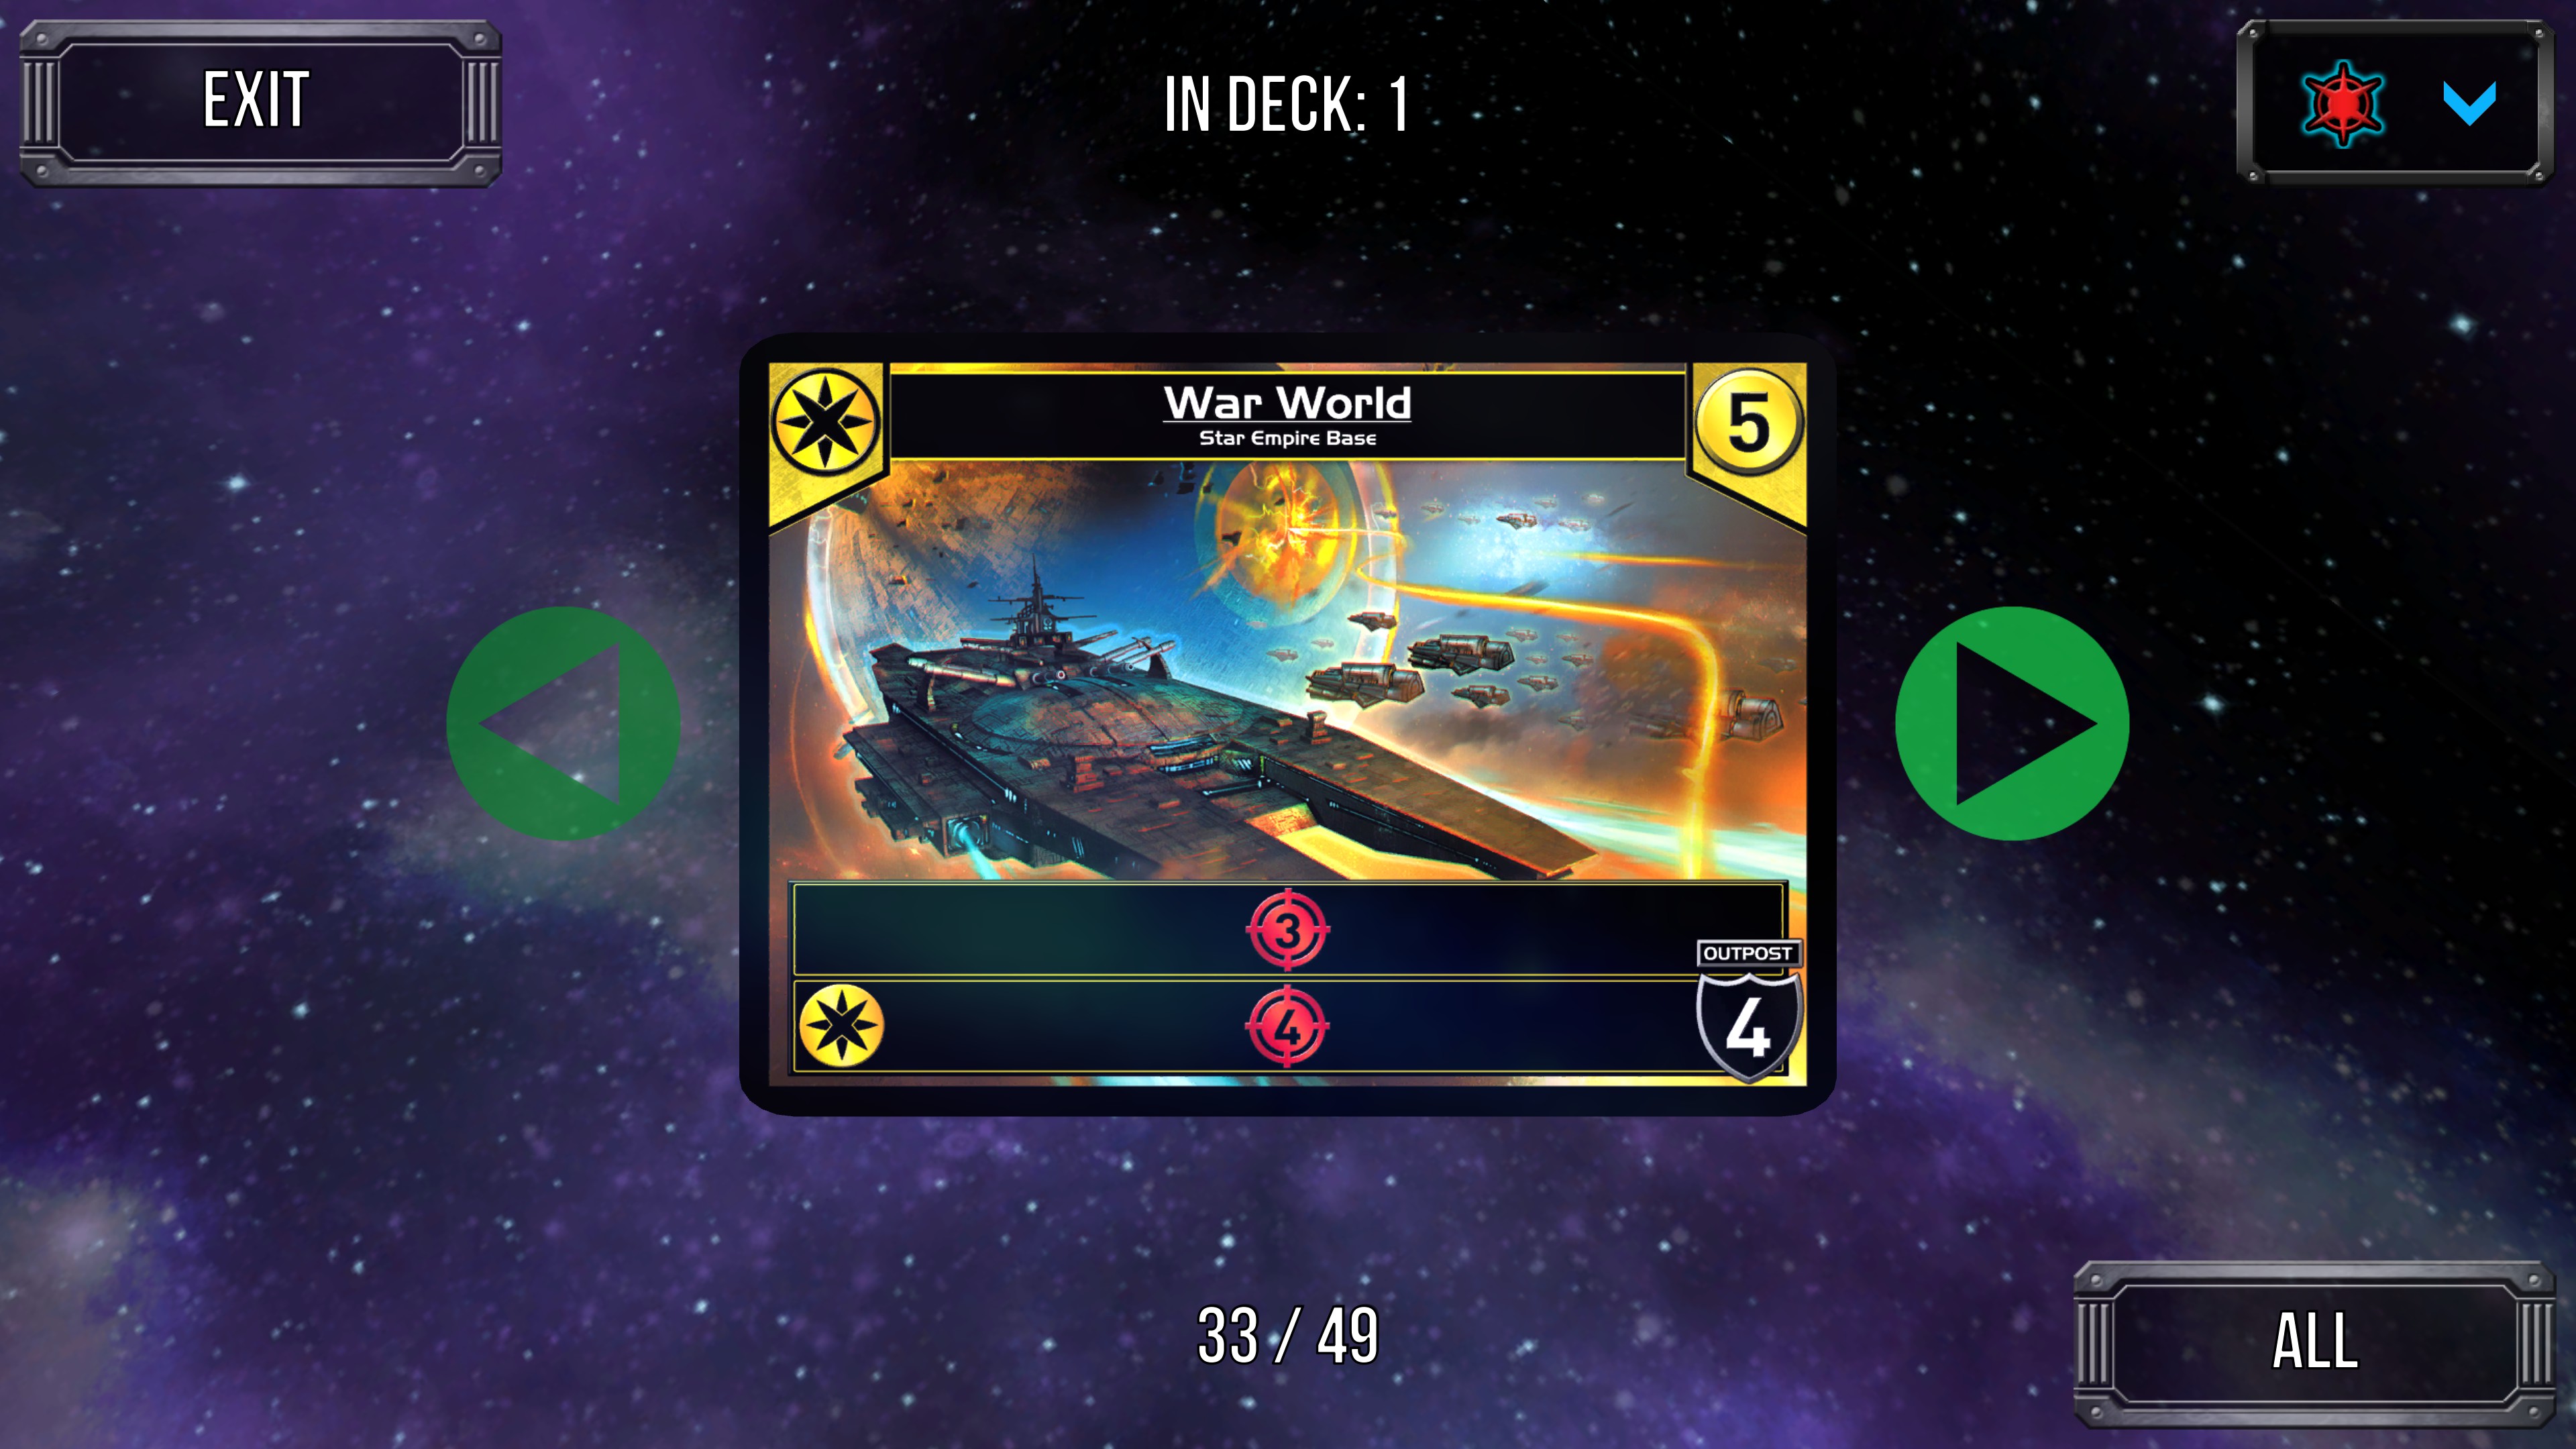 EXIT
IN DECK: 1
War World
Star Empire Base
5
3
OUTPOST
4
4
33 / 49
ALL